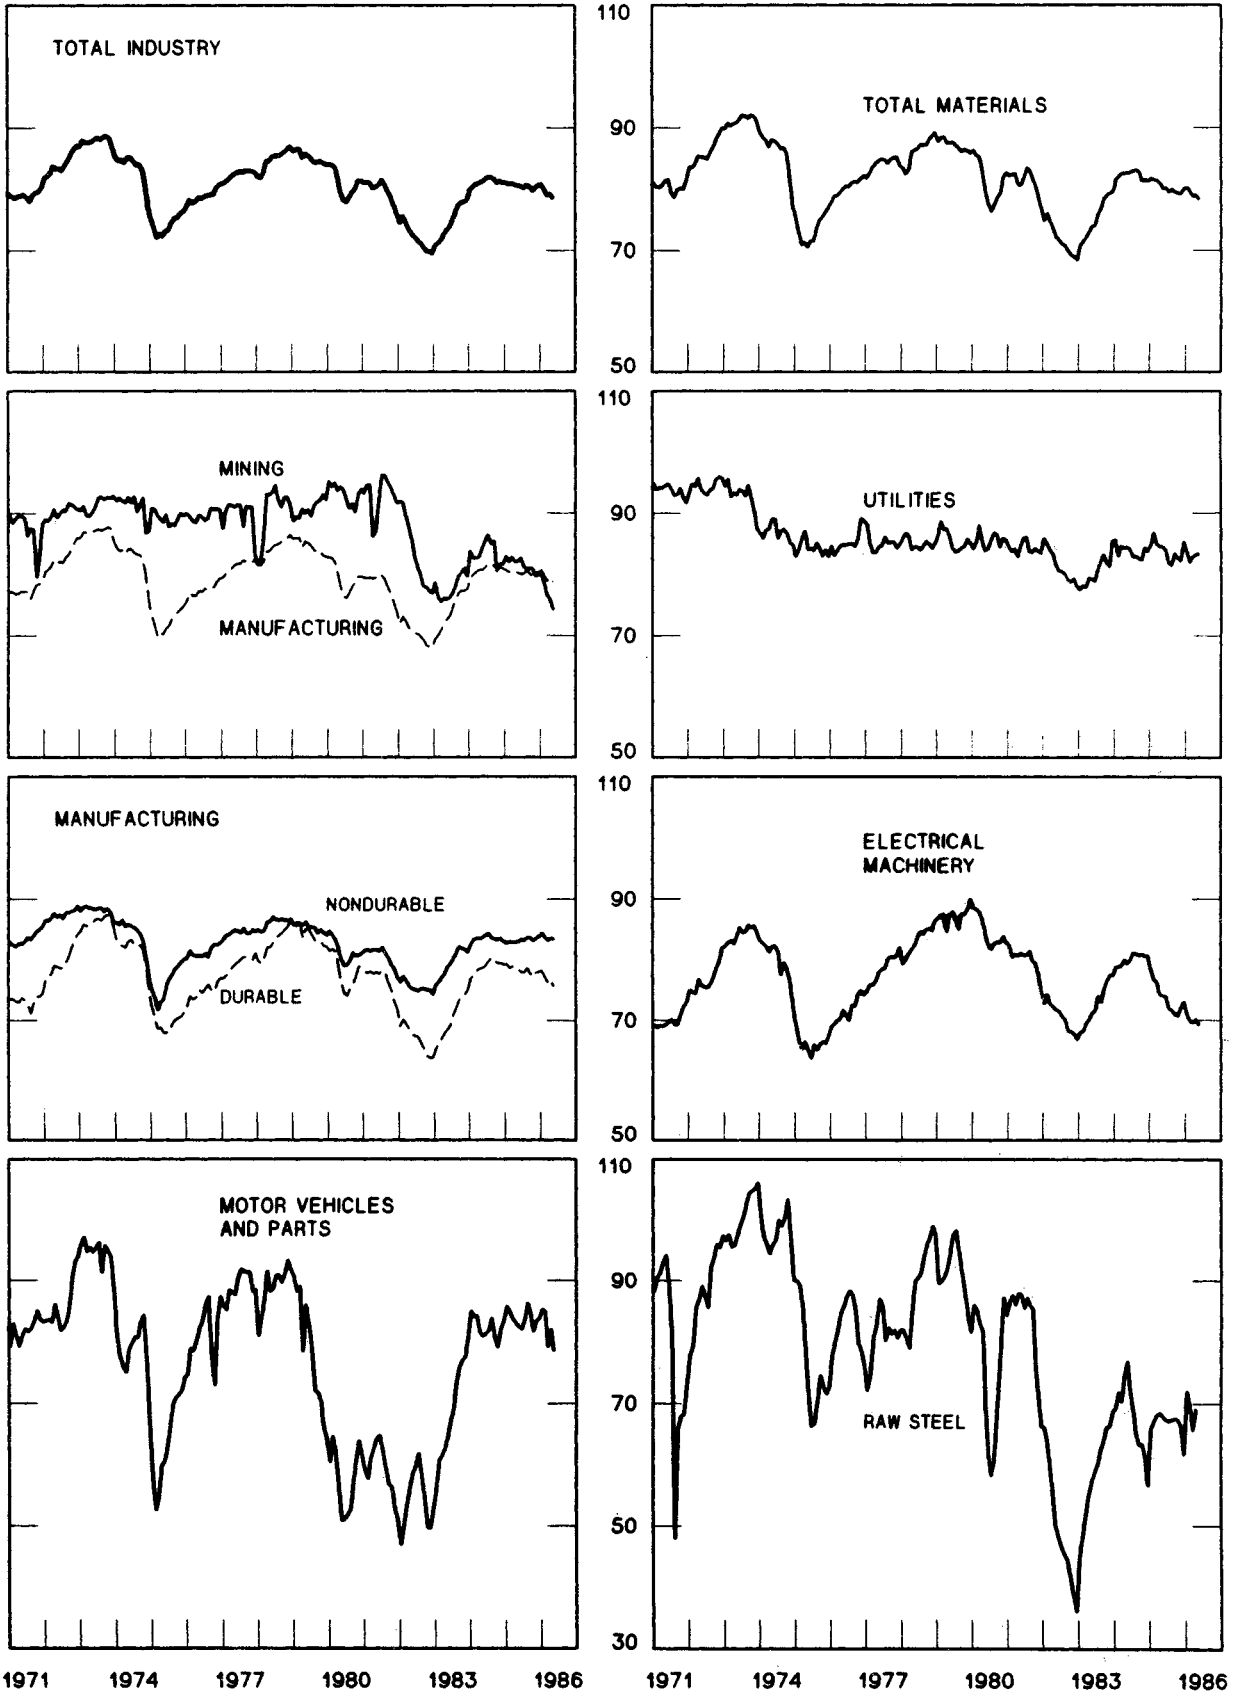 TOTAL INDUSTRY
110
TOTAL MATERIALS
90
70
50
MINING
MANUFACTURING
110
UTILITIES
90
70
50
MANUFACTURING
NONDURABLE
DURABLE
110
ELECTRICAL
MACHINERY
90
70
50
MOTOR VEHICLES
AND PARTS
110
90
70
RAW STEEL
50
30
1971 1974 1977 1980 1983 1986
1971 1974 1977 1980 1983 1986